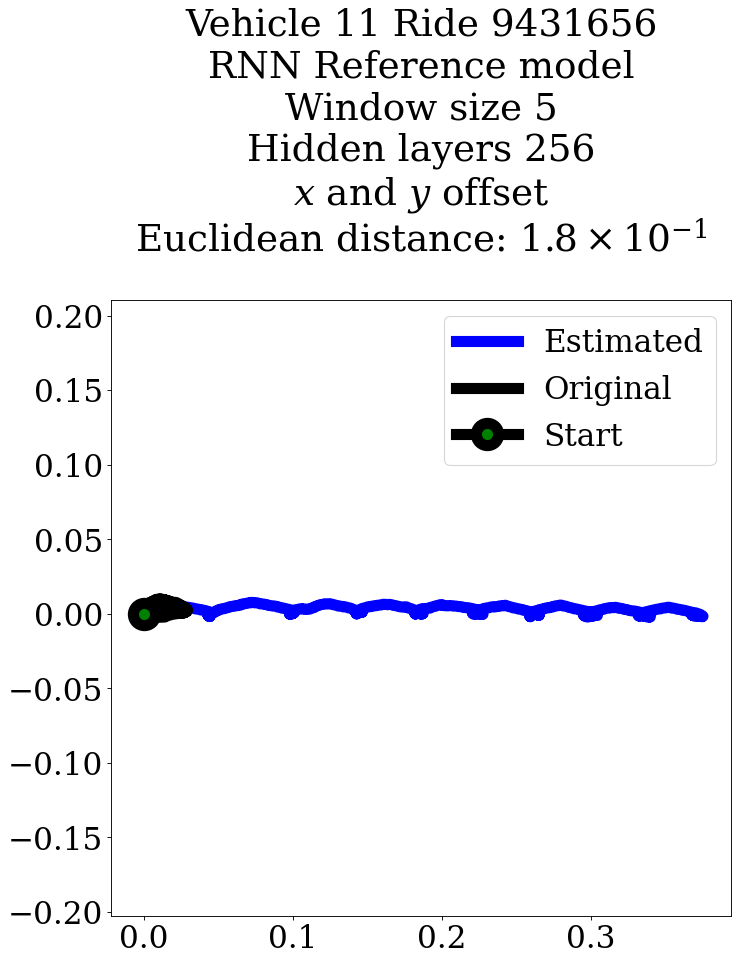 Vehicle 11 Ride 9431656
RNN Reference model
Window size 5
Hidden layers 256
x and y offset
Euclidean distance: 1.8 × 10⁻¹
Estimated
Original
Start
0.20
0.15
0.10
0.05
0.00
−0.05
−0.10
−0.15
−0.20
0.0 0.1 0.2 0.3